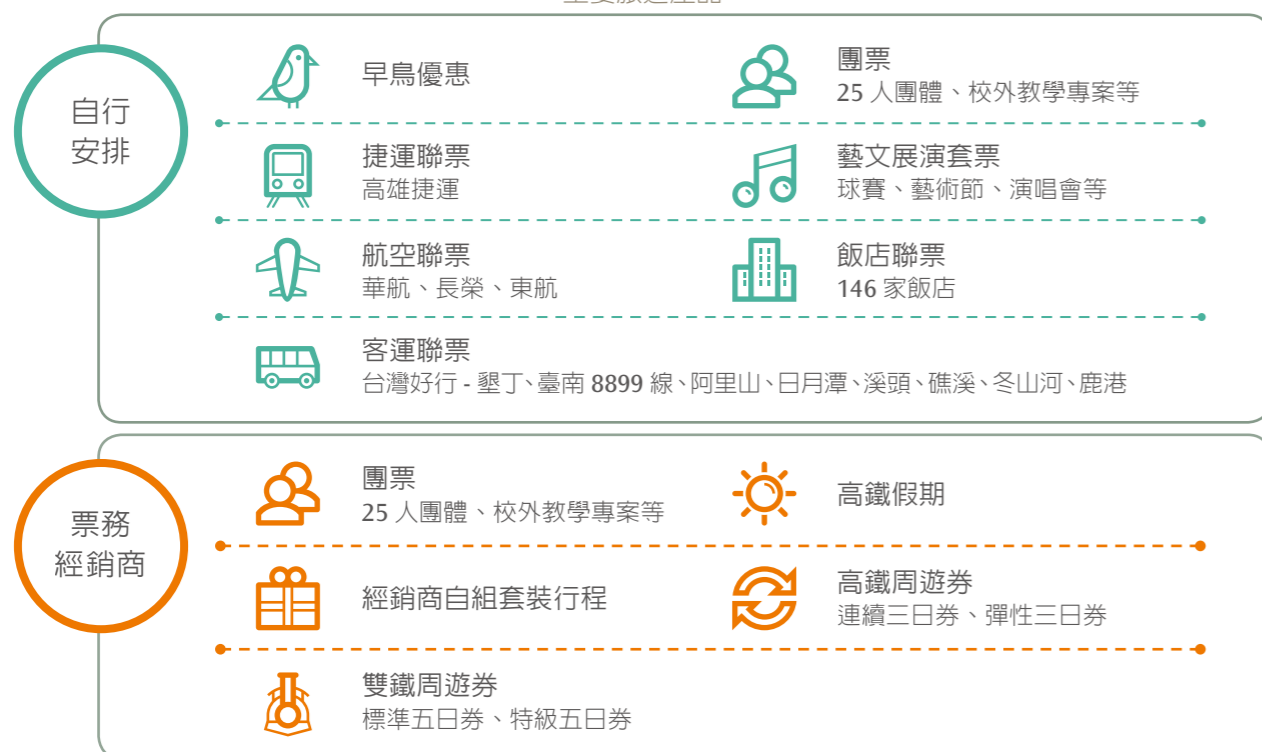 自行
安排
早鳥優惠
團票
25 人團體、校外教學專案等
捷運聯票
高雄捷運
藝文展演套票
球賽、藝術節、演唱會等
航空聯票
華航、長榮、東航
飯店聯票
146 家飯店
客運聯票
台灣好行 - 墾丁、臺南 8899 線、阿里山、日月潭、溪頭、礁溪、冬山河、鹿港
票務
經銷商
團票
25 人團體、校外教學專案等
高鐵假期
經銷商自組套裝行程
高鐵周遊券
連續三日券、彈性三日券
雙鐵周遊券
標準五日券、特級五日券